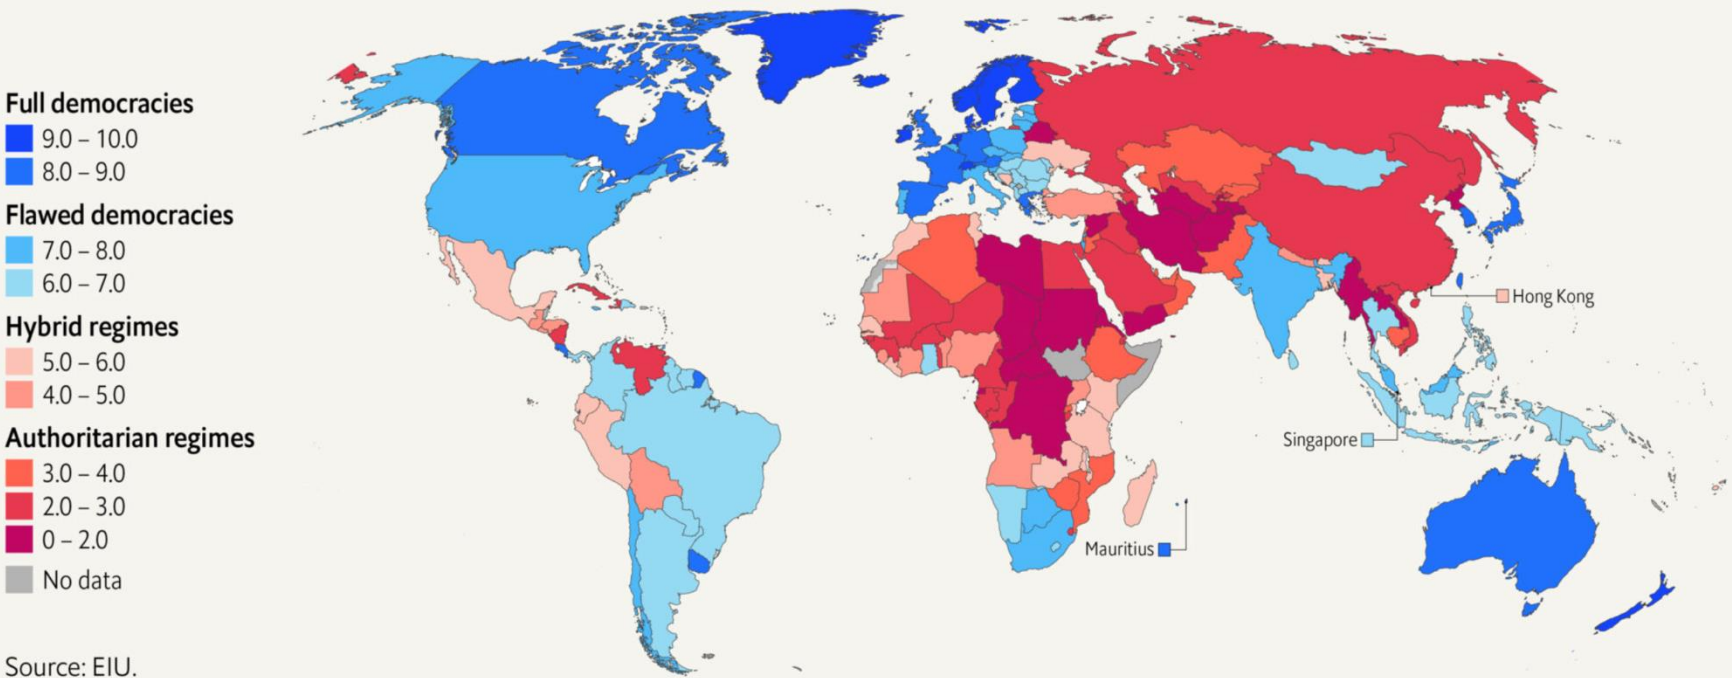 Full democracies
9.0 – 10.0
8.0 – 9.0
Flawed democracies
7.0 – 8.0
6.0 – 7.0
Hybrid regimes
5.0 – 6.0
4.0 – 5.0
Authoritarian regimes
3.0 – 4.0
2.0 – 3.0
0 – 2.0
No data
Source: EIU.
Hong Kong
Singapore
Mauritius